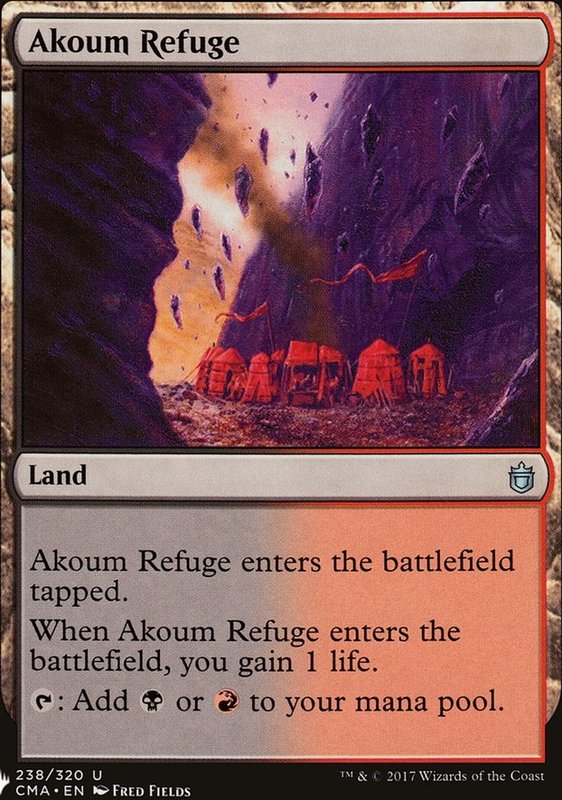 Akoum Refuge
Land
Akoum Refuge enters the battlefield
tapped.
When Akoum Refuge enters the
battlefield, you gain 1 life.
: Add or to your mana pool.
238/320 U
CMA • EN Fred Fields
™ & © 2017 Wizards of the Coast